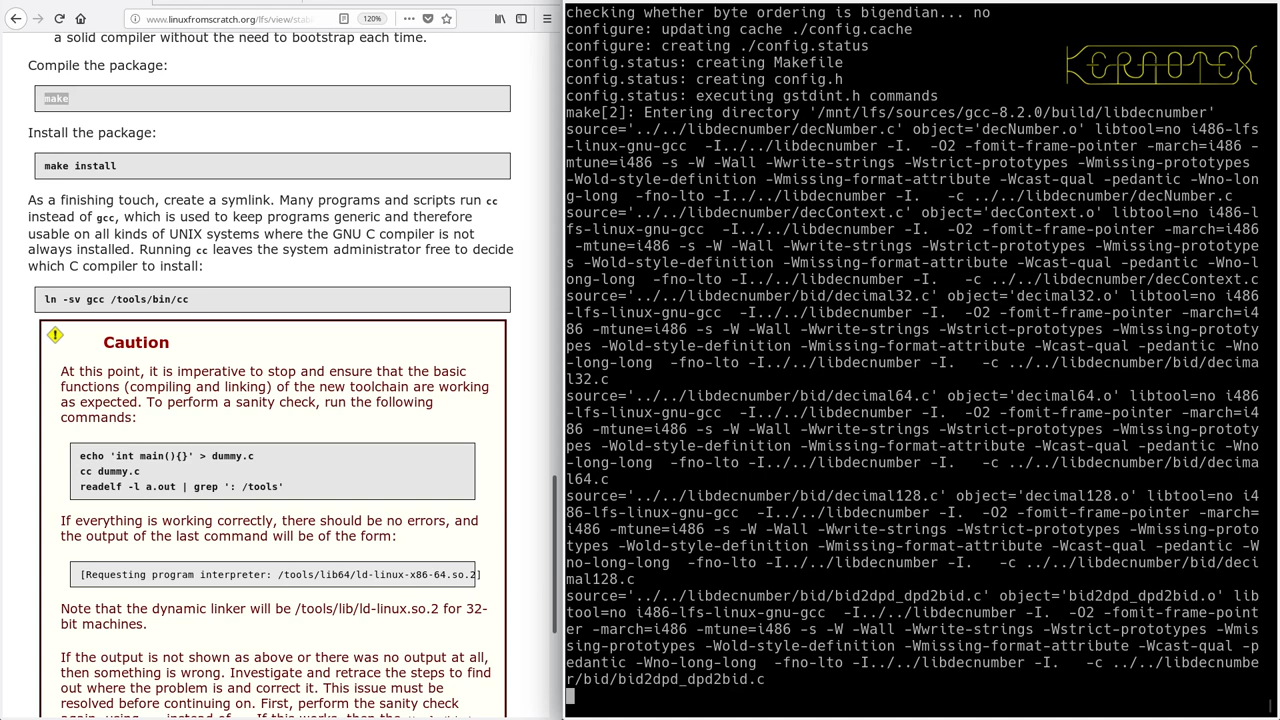 www.linuxfromscratch.org/lfs/view/stab
120%
a solid compiler without the need to bootstrap each time.
Compile the package:
make
Install the package:
make install
As a finishing touch, create a symlink. Many programs and scripts run cc
instead of gcc, which is used to keep programs generic and therefore
usable on all kinds of UNIX systems where the GNU C compiler is not
always installed. Running cc leaves the system administrator free to decide
which C compiler to install:
ln -sv gcc /tools/bin/cc
Caution
At this point, it is imperative to stop and ensure that the basic
functions (compiling and linking) of the new toolchain are working
as expected. To perform a sanity check, run the following
commands:
echo 'int main(){}' > dummy.c
cc dummy.c
readelf -l a.out | grep ': /tools'
If everything is working correctly, there should be no errors, and
the output of the last command will be of the form:
[Requesting program interpreter: /tools/lib64/ld-linux-x86-64.so.2]
Note that the dynamic linker will be /tools/lib/ld-linux.so.2 for 32-
bit machines.
If the output is not shown as above or there was no output at all,
then something is wrong. Investigate and retrace the steps to find
out where the problem is and correct it. This issue must be
resolved before continuing on. First, perform the sanity check
checking whether byte ordering is bigendian... no
configure: updating cache ./config.cache
configure: creating ./config.status
config.status: creating Makefile
config.status: creating config.h
config.status: executing gstdint.h commands
make[2]: Entering directory '/mnt/lfs/sources/gcc-8.2.0/build/libdecnumber'
source='../../libdecnumber/decNumber.c' object='decNumber.o' libtool=no i486-lfs
-linux-gnu-gcc  -I../../libdecnumber -I.  -O2 -fomit-frame-pointer -march=i486 -
mtune=i486 -s -W -Wall -Wwrite-strings -Wstrict-prototypes -Wmissing-prototypes
-Wold-style-definition -Wmissing-format-attribute -Wcast-qual -pedantic -Wno-lon
g-long  -fno-lto -I../../libdecnumber -I.   -c ../../libdecnumber/decNumber.c
source='../../libdecnumber/decContext.c' object='decContext.o' libtool=no i486-l
fs-linux-gnu-gcc  -I../../libdecnumber -I.  -O2 -fomit-frame-pointer -march=i486
-mtune=i486 -s -W -Wall -Wwrite-strings -Wstrict-prototypes -Wmissing-prototype
s -Wold-style-definition -Wmissing-format-attribute -Wcast-qual -pedantic -Wno-l
ong-long  -fno-lto -I../../libdecnumber -I.   -c ../../libdecnumber/decContext.c
source='../../libdecnumber/bid/decimal32.c' object='decimal32.o' libtool=no i486
-lfs-linux-gnu-gcc  -I../../libdecnumber -I.  -O2 -fomit-frame-pointer -march=i4
86 -mtune=i486 -s -W -Wall -Wwrite-strings -Wstrict-prototypes -Wmissing-prototy
pes -Wold-style-definition -Wmissing-format-attribute -Wcast-qual -pedantic -Wno
-long-long  -fno-lto -I../../libdecnumber -I.   -c ../../libdecnumber/bid/decima
l32.c
source='../../libdecnumber/bid/decimal64.c' object='decimal64.o' libtool=no i486
-lfs-linux-gnu-gcc  -I../../libdecnumber -I.  -O2 -fomit-frame-pointer -march=i4
86 -mtune=i486 -s -W -Wall -Wwrite-strings -Wstrict-prototypes -Wmissing-prototy
pes -Wold-style-definition -Wmissing-format-attribute -Wcast-qual -pedantic -Wno
-long-long  -fno-lto -I../../libdecnumber -I.   -c ../../libdecnumber/bid/decima
l64.c
source='../../libdecnumber/bid/decimal128.c' object='decimal128.o' libtool=no i4
86-lfs-linux-gnu-gcc  -I../../libdecnumber -I.  -O2 -fomit-frame-pointer -march=
i486 -mtune=i486 -s -W -Wall -Wwrite-strings -Wstrict-prototypes -Wmissing-proto
types -Wold-style-definition -Wmissing-format-attribute -Wcast-qual -pedantic -W
no-long-long  -fno-lto -I../../libdecnumber -I.   -c ../../libdecnumber/bid/deci
mal128.c
source='../../libdecnumber/bid/bid2dpd_dpd2bid.c' object='bid2dpd_dpd2bid.o' lib
tool=no i486-lfs-linux-gnu-gcc  -I../../libdecnumber -I.  -O2 -fomit-frame-point
er -march=i486 -mtune=i486 -s -W -Wall -Wwrite-strings -Wstrict-prototypes -Wmis
sing-prototypes -Wold-style-definition -Wmissing-format-attribute -Wcast-qual -p
edantic -Wno-long-long  -fno-lto -I../../libdecnumber -I.   -c ../../libdecnumbe
r/bid/bid2dpd_dpd2bid.c